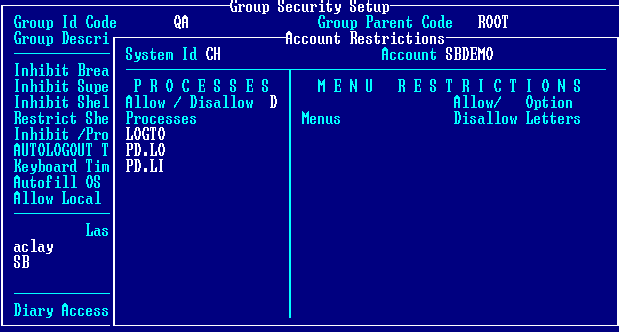 Group Security Setup
Group Id Code QA Group Parent Code ROOT
Group Descri
Account Restrictions
System Id CH Account SBDEMO
Inhibit Brea
Inhibit Supe P R O C E S S E S M E N U R E S T R I C T I O N S
Inhibit Shel Allow / Disallow D Allow/ Option
Restrict She Processes Menus Disallow Letters
Inhibit /Pro LOGTO
AUTOLOGOUT T PD.LO
Keyboard Tim PD.LI
Autofill OS
Allow Local
Las
aclay
SB
Diary Access